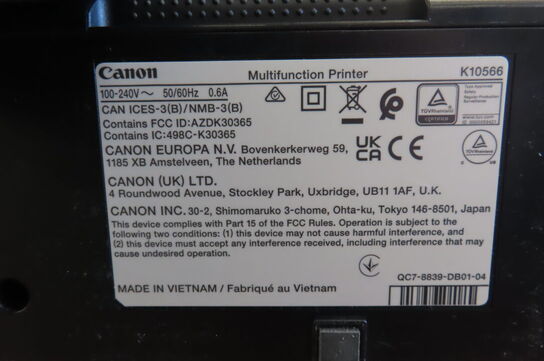 Canon Multifunction Printer K10566
100-240V～ 50/60Hz 0.6A
CAN ICES-3(B)/NMB-3(B)
Contains FCC ID:AZDK30365
Contains IC:498C-K30365
CANON EUROPA N.V. Bovenkerkerweg 59,
1185 XB Amstelveen, The Netherlands
UK
CA CE
CANON (UK) LTD.
4 Roundwood Avenue, Stockley Park, Uxbridge, UB11 1AF, U.K.
CANON INC. 30-2, Shimomaruko 3-chome, Ohta-ku, Tokyo 146-8501, Japan
This device complies with Part 15 of the FCC Rules. Operation is subject to the
following two conditions: (1) this device may not cause harmful interference, and
(2) this device must accept any interference received, including interference that may
cause undesired operation.
QC7-8839-DB01-04
MADE IN VIETNAM / Fabriqué au Vietnam